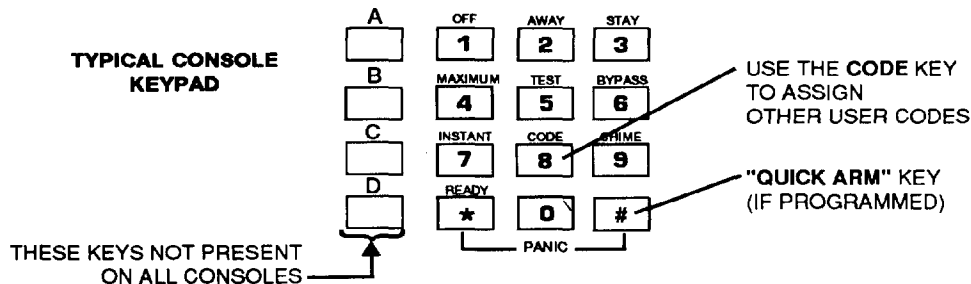 TYPICAL CONSOLE
KEYPAD
A
OFF
AWAY
STAY
1
2
3
B
MAXIMUM
TEST
BYPASS
4
5
6
C
INSTANT
CODE
CHIME
7
8
9
D
READY
*
0
#
PANIC
USE THE CODE KEY
TO ASSIGN
OTHER USER CODES
"QUICK ARM" KEY
(IF PROGRAMMED)
THESE KEYS NOT PRESENT
ON ALL CONSOLES